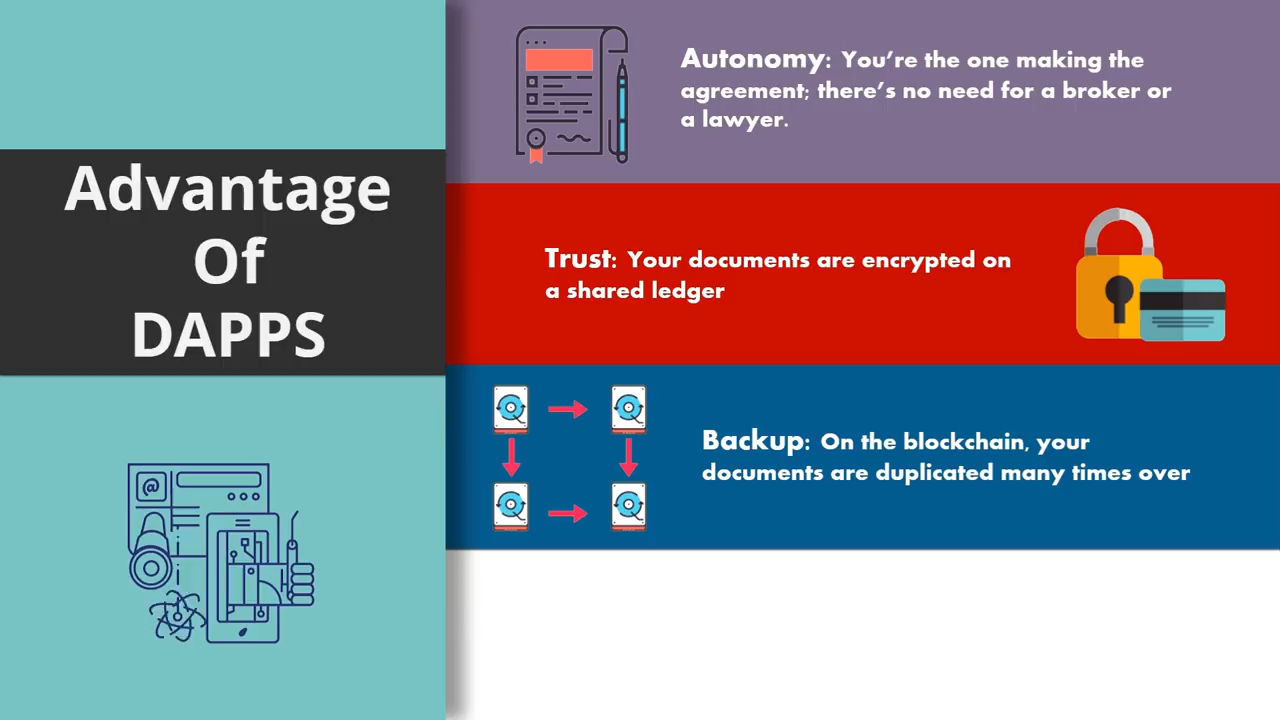 Advantage
Of
DAPPS
Autonomy: You’re the one making the
agreement; there’s no need for a broker or
a lawyer.
Trust: Your documents are encrypted on
a shared ledger
Backup: On the blockchain, your
documents are duplicated many times over
@